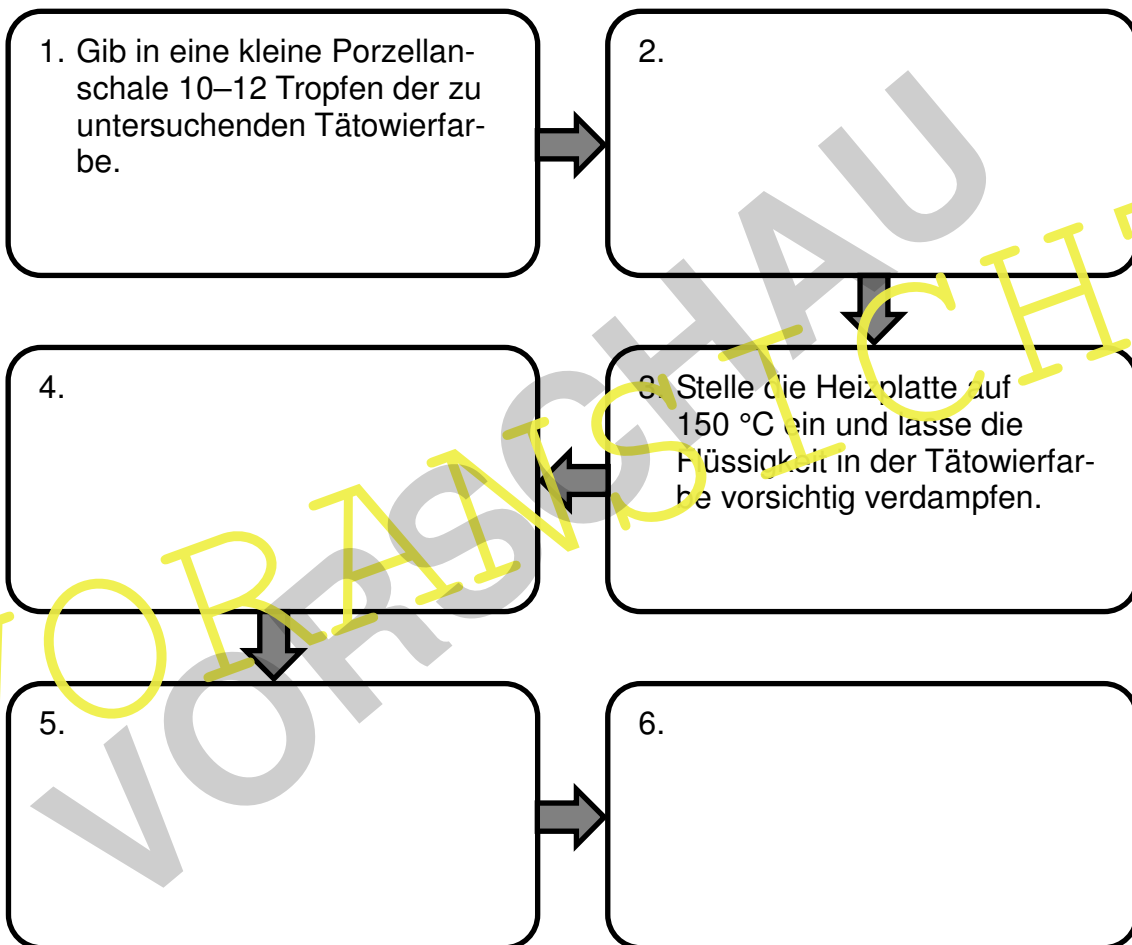 1. Gib in eine kleine Porzellan-
schale 10–12 Tropfen der zu
untersuchenden Tätowierfar-
be.
2.
3. Stelle die Heizplatte auf
150 °C ein und lasse die
Flüssigkeit in der Tätowierfar-
be vorsichtig verdampfen.
4.
5.
6.
VORSCHAU
VORANSICHT